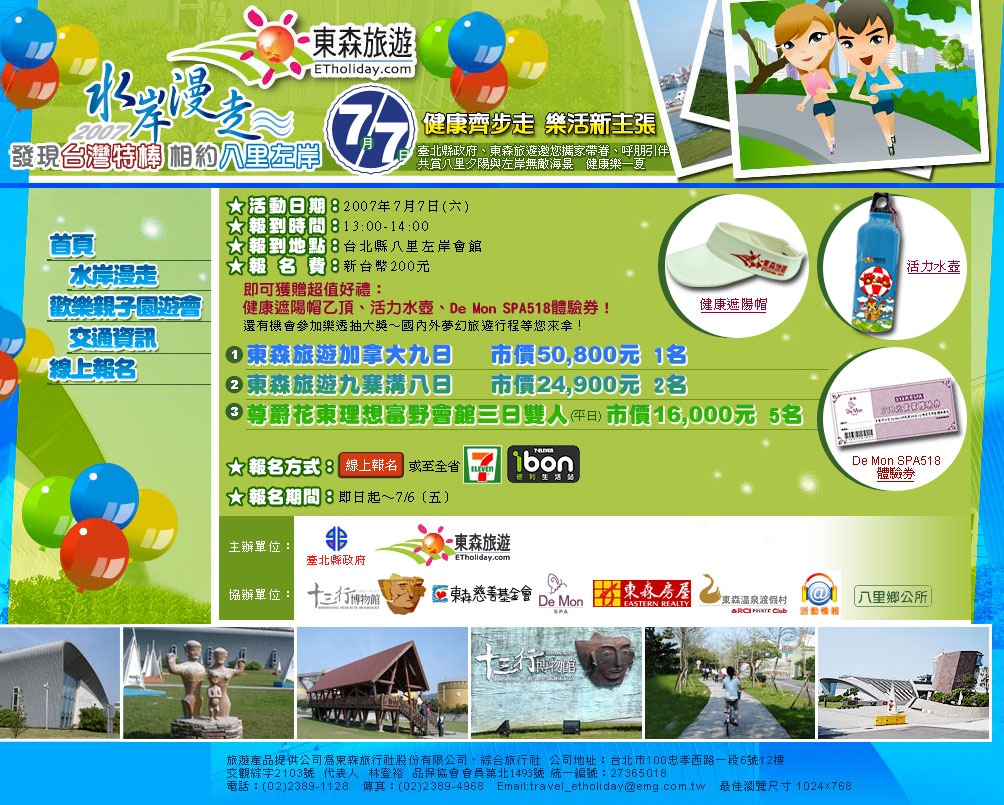 東森旅遊
ETholiday.com
水岸漫走
2007
發現台灣特棒 相約八里左岸
7月7日
健康齊步走 樂活新主張
臺北縣政府、東森旅遊邀您攜家帶眷、呼朋引伴
共賞八里夕陽與左岸無敵海景 健康樂一夏
首頁
水岸漫走
歡樂親子園遊會
交通資訊
線上報名
★活動日期：2007年7月7日(六)
★報到時間：13:00-14:00
★報到地點：台北縣八里左岸會館
★報 名 費：新台幣200元
即可獲贈超值好禮：
健康遮陽帽乙頂、活力水壺、De Mon SPA518體驗券！
還有機會參加樂透抽大獎～國內外夢幻旅遊行程等您來拿！
健康遮陽帽
活力水壺
De Mon SPA518
體驗券
1 東森旅遊加拿大九日 市價50,800元 1名
2 東森旅遊九寨溝八日 市價24,900元 2名
3 尊爵花東理想富野會館三日雙人(平日) 市價16,000元 5名
★報名方式：線上報名 或至全省 7-ELEVEN 7-ELEVEN ibon 便利生活站
★報名期間：即日起～7/6〔五〕
主辦單位：
臺北縣政府
東森旅遊
ETholiday.com
協辦單位：
十三行博物館
東森慈善基金會
De Mon
SPA
東森房屋
EASTERN REALTY
東森溫泉渡假村
活動情報
八里鄉公所
十三行博物館
旅遊產品提供公司為東森旅行社股份有限公司、綜合旅行社 公司地址：台北市100忠孝西路一段6號12樓
交觀綜字2103號 代表人 林登裕 品保協會會員第北1493號 統一編號：27365018
電話：(02)2389-1128 傳真：(02)2389-4968 Email:travel_etholiday@emg.com.tw 最佳瀏覽尺寸 1024×768